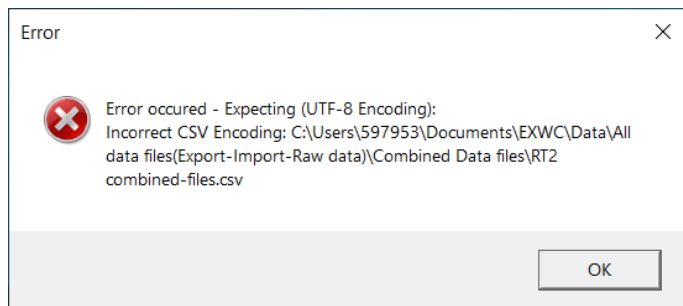 Error
Error occured - Expecting (UTF-8 Encoding):
Incorrect CSV Encoding: C:\Users\597953\Documents\EXWC\Data\All
data files(Export-Import-Raw data)\Combined Data files\RT2
combined-files.csv
OK